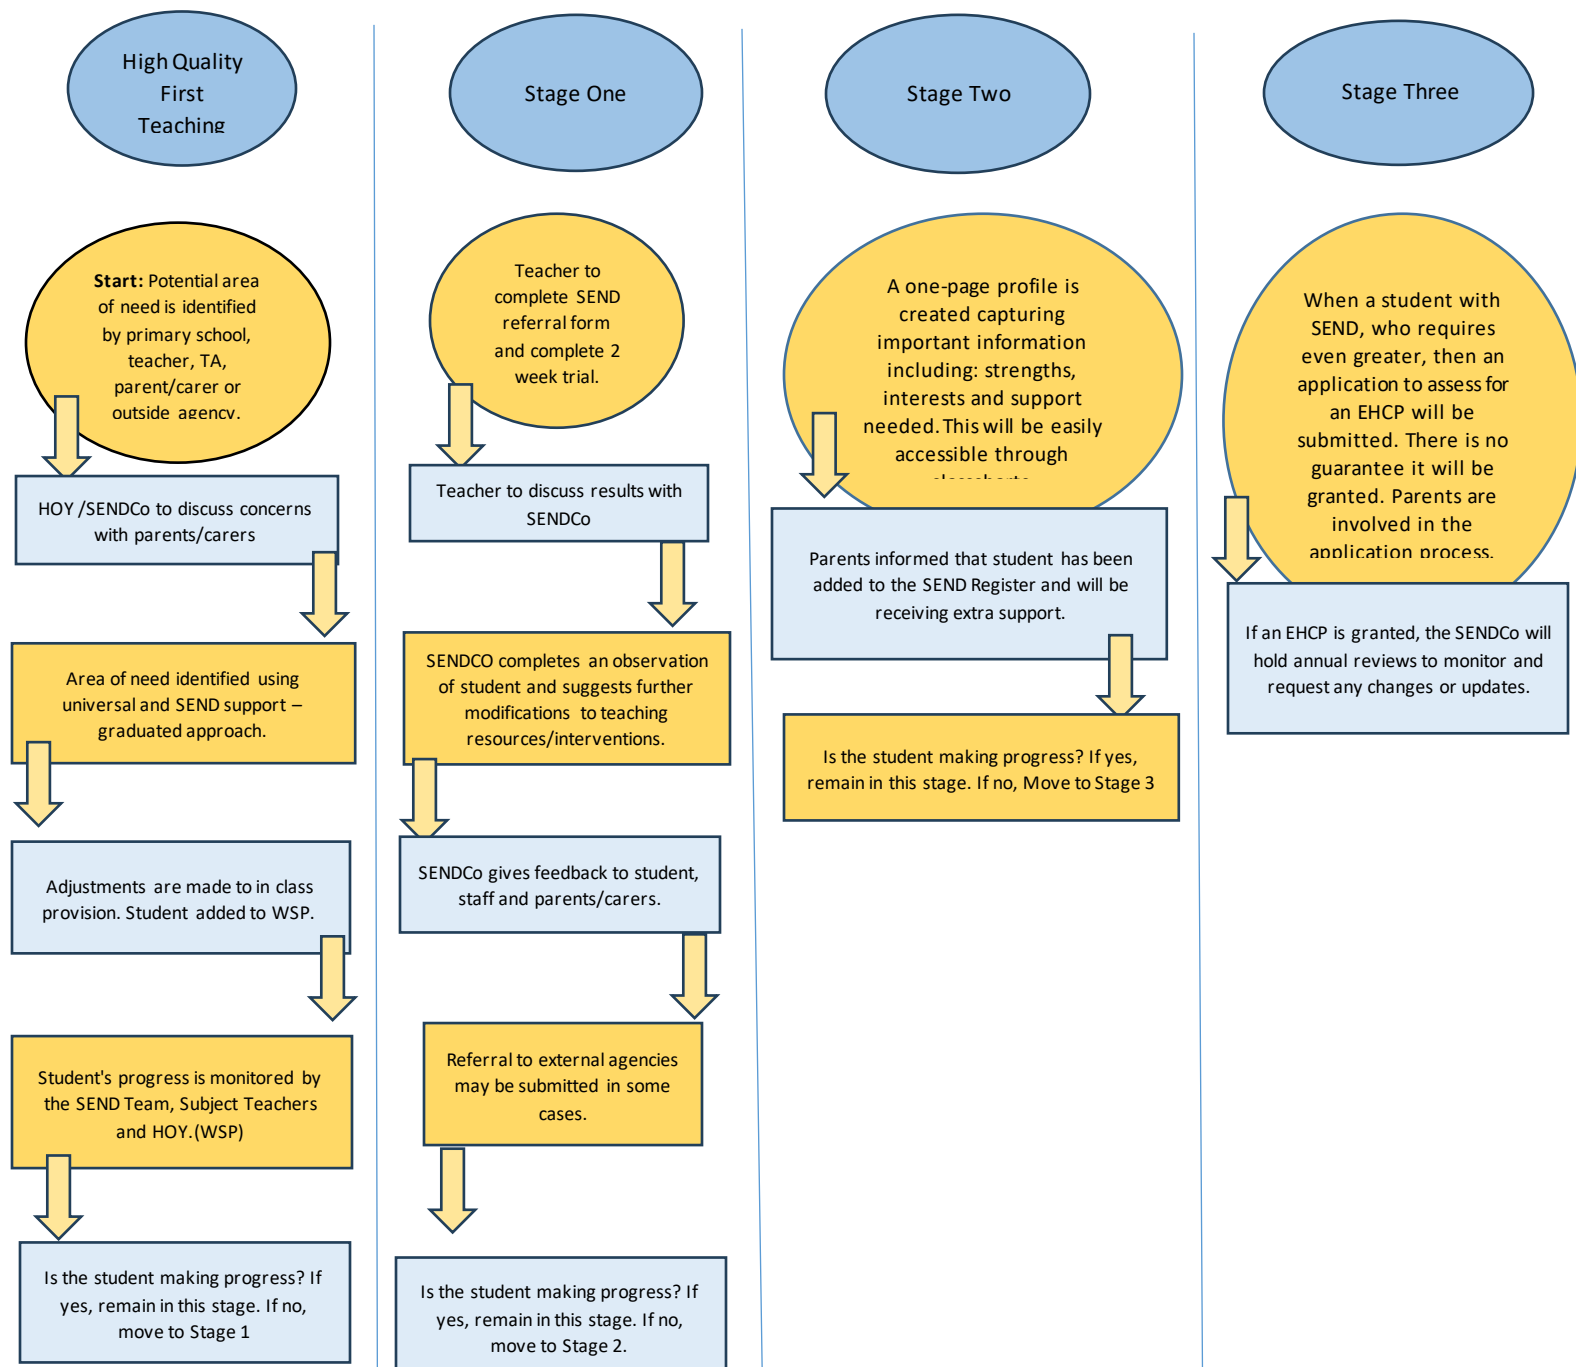 High Quality
First
Teaching
Start: Potential area
of need is identified
by primary school,
teacher, TA,
parent/carer or
outside agency.
HOY /SENDCo to discuss concerns
with parents/carers
Area of need identified using
universal and SEND support –
graduated approach.
Adjustments are made to in class
provision. Student added to WSP.
Student's progress is monitored by
the SEND Team, Subject Teachers
and HOY.(WSP)
Is the student making progress? If
yes, remain in this stage. If no,
move to Stage 1
Stage One
Teacher to
complete SEND
referral form
and complete 2
week trial.
Teacher to discuss results with
SENDCo
SENDCO completes an observation
of student and suggests further
modifications to teaching
resources/interventions.
SENDCo gives feedback to student,
staff and parents/carers.
Referral to external agencies
may be submitted in some
cases.
Is the student making progress? If
yes, remain in this stage. If no,
move to Stage 2.
Stage Two
A one-page profile is
created capturing
important information
including: strengths,
interests and support
needed. This will be easily
accessible through
Parents informed that student has been
added to the SEND Register and will be
receiving extra support.
Is the student making progress? If yes,
remain in this stage. If no, Move to Stage 3
Stage Three
When a student with
SEND, who requires
even greater, then an
application to assess for
an EHCP will be
submitted. There is no
guarantee it will be
granted. Parents are
involved in the
application process.
If an EHCP is granted, the SENDCo will
hold annual reviews to monitor and
request any changes or updates.